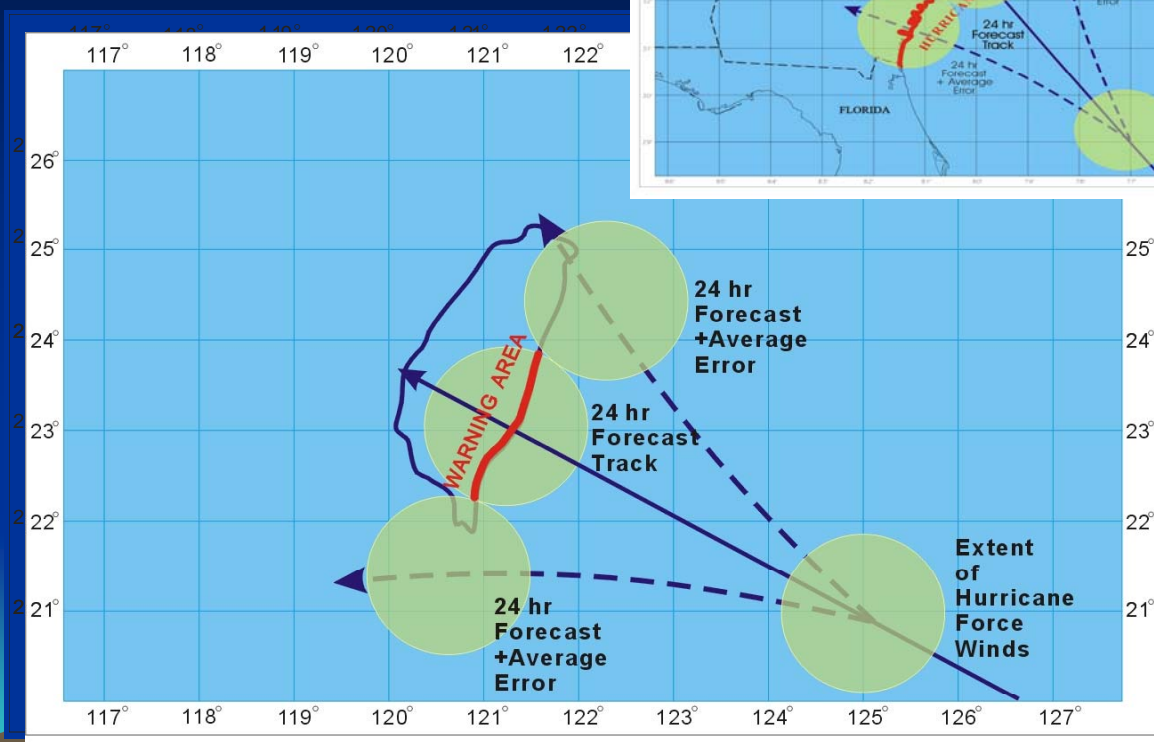 117° 118° 119° 120° 121° 122°
26°
25°
24°
23°
22°
21°
24 hr
Forecast
Track
24 hr
Forecast
+ Average
Error
FLORIDA
25°
24°
23°
22°
21°
24 hr
Forecast
+Average
Error
WARNING AREA
24 hr
Forecast
Track
24 hr
Forecast
+Average
Error
Extent
of
Hurricane
Force
Winds
117° 118° 119° 120° 121° 122° 123° 124° 125° 126° 127°